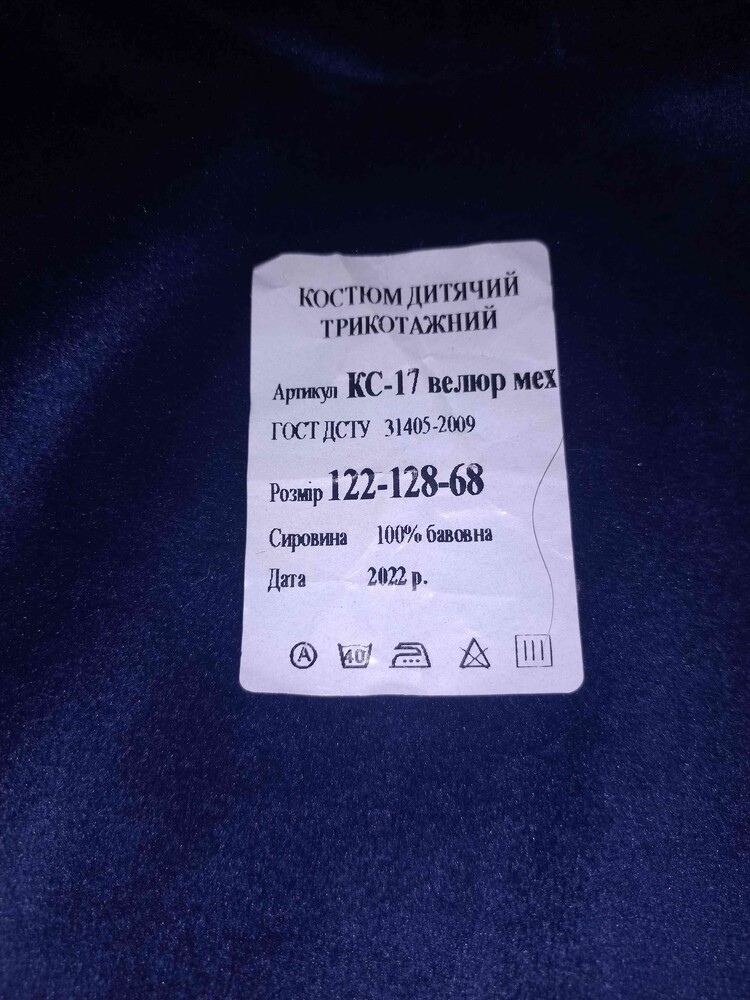 КОСТЮМ ДИТЯЧИЙ
ТРИКОТАЖНИЙ
Артикул КС-17 велюр мех
ГОСТ ДСТУ 31405-2009
Розмір 122-128-68
Сировина 100% бавовна
Дата 2022 р.
A 40